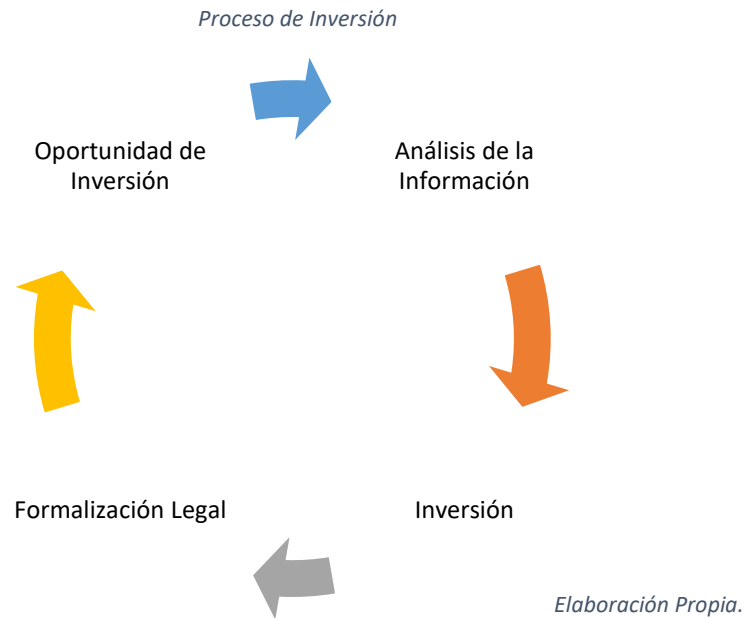 Proceso de Inversión
Oportunidad de
Inversión
Análisis de la
Información
Formalización Legal
Inversión
Elaboración Propia.